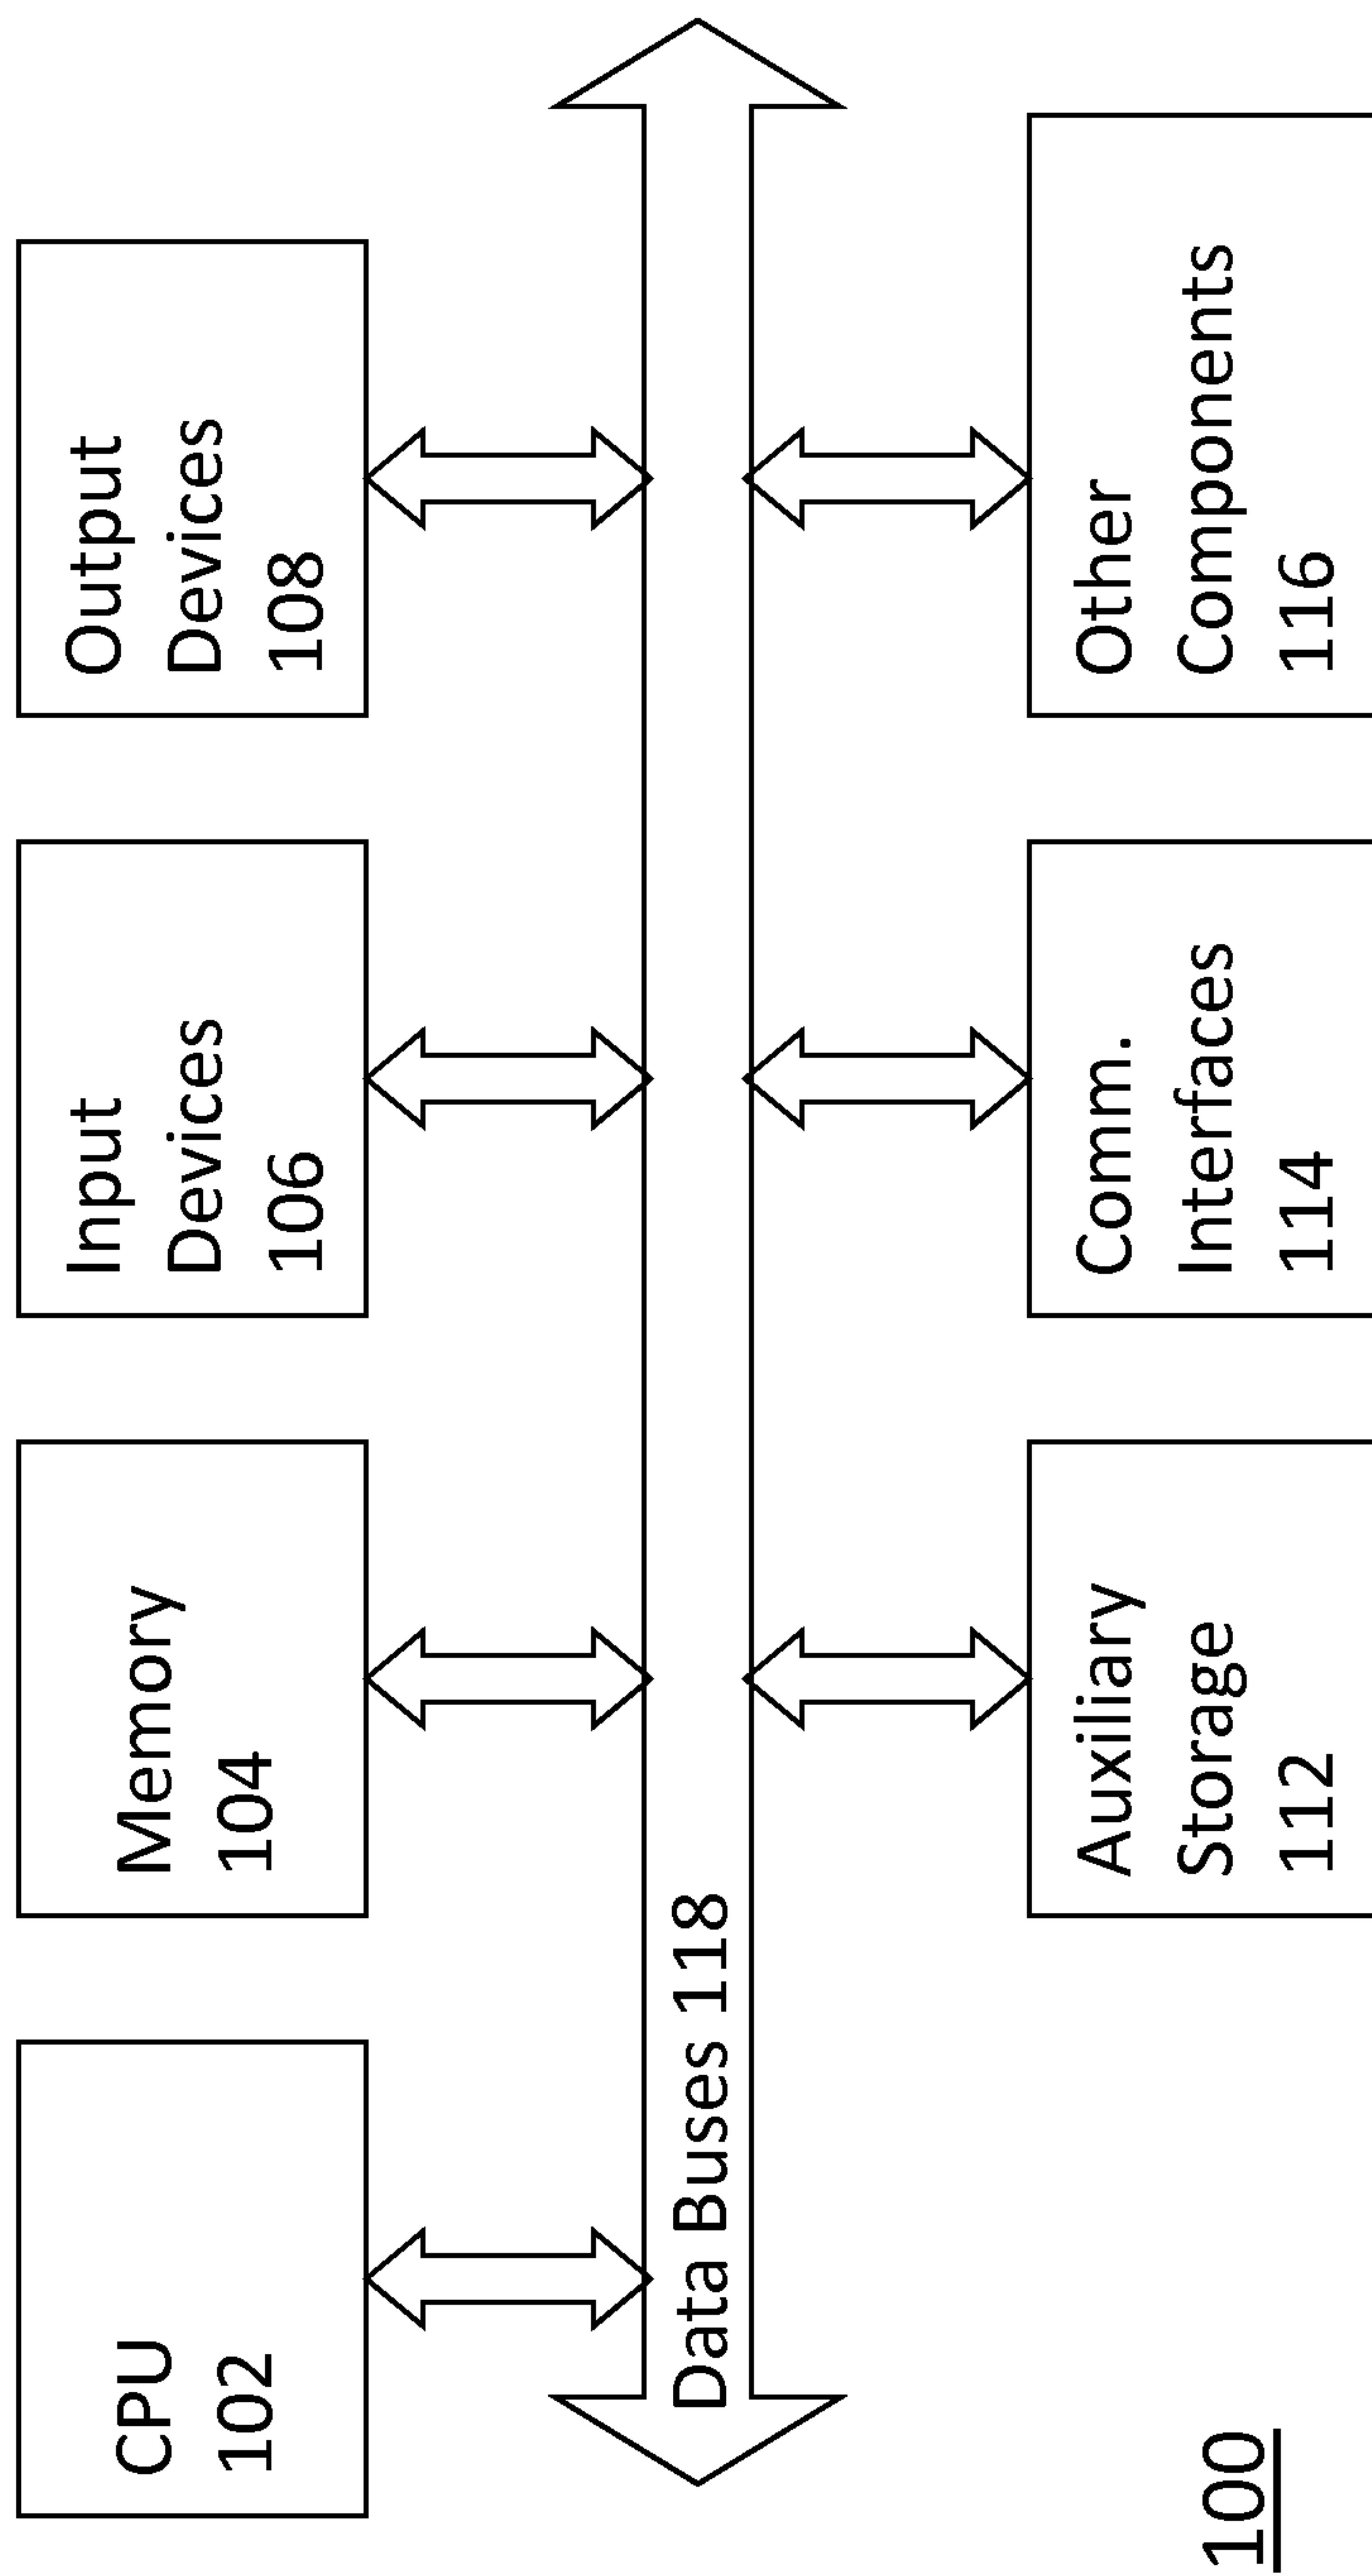 CPU
102
Memory
104
Input
Devices
106
Output
Devices
108
Data Buses 118
Auxiliary
Storage
112
Comm.
Interfaces
114
Other
Components
116
100